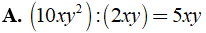 A. (10xy²):(2xy) = 5xy